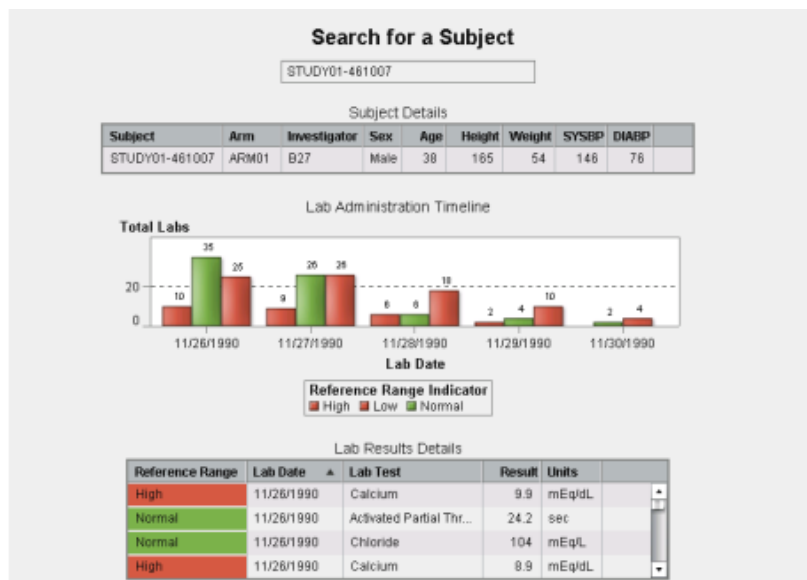 Search for a Subject
STUDY01-461007
Subject Details
Subject Arm Investigator Sex Age Height Weight SYSBP DIABP
STUDY01-461007 ARM01 B27 Male 38 165 54 146 76
Lab Administration Timeline
Total Labs
35
26 26 26
20 10 9 6 6 18 2 4 10 2 4
0
11/26/1990 11/27/1990 11/28/1990 11/29/1990 11/30/1990
Lab Date
Reference Range Indicator
High Low Normal
Lab Results Details
Reference Range Lab Date Lab Test Result Units
High 11/26/1990 Calcium 9.9 mEq/dL
Normal 11/26/1990 Activated Partial Thr... 24.2 sec
Normal 11/26/1990 Chloride 104 mEq/L
High 11/26/1990 Calcium 8.9 mEq/dL